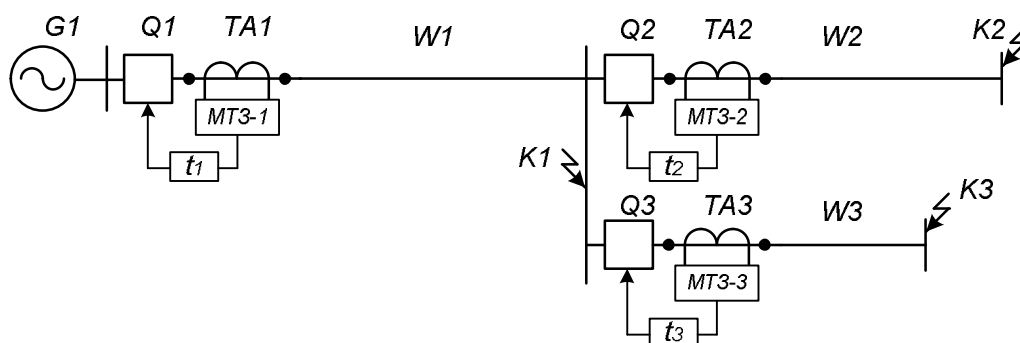 G1 Q1 TA1 W1 Q2 TA2 W2 K2
МТЗ-1 МТЗ-2
t1 K1 t2
Q3 TA3 W3 K3
МТЗ-3
t3